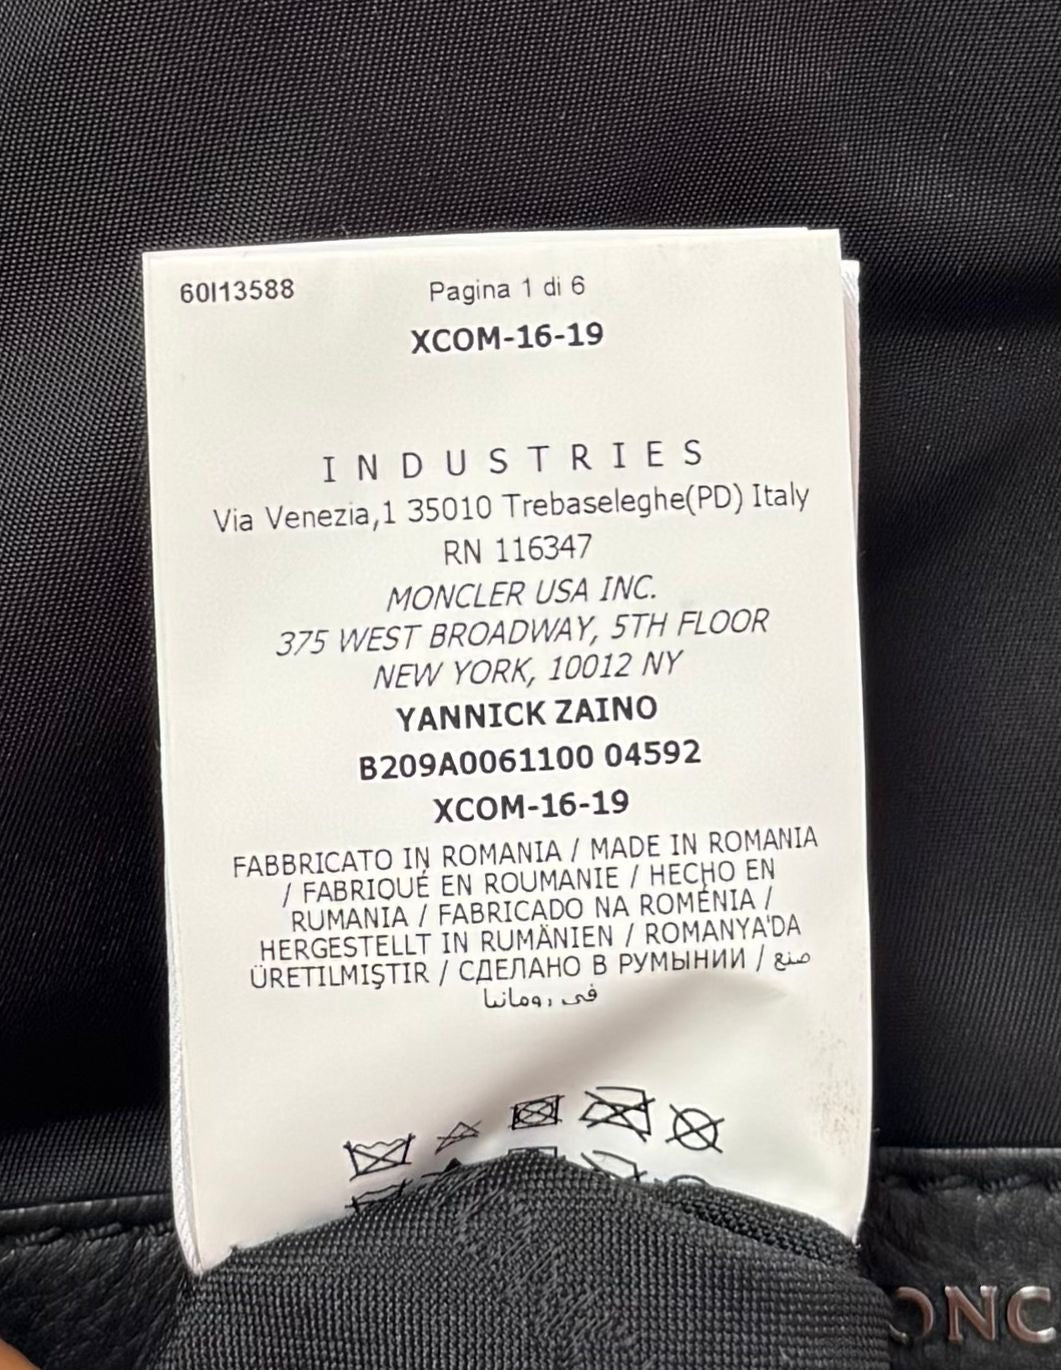 60I13588
Pagina 1 di 6
XCOM-16-19
INDUSTRIES
Via Venezia,1 35010 Trebaseleghe(PD) Italy
RN 116347
MONCLER USA INC.
375 WEST BROADWAY, 5TH FLOOR
NEW YORK, 10012 NY
YANNICK ZAINO
B209A0061100 04592
XCOM-16-19
FABBRICATO IN ROMANIA / MADE IN ROMANIA
/ FABRIQUÉ EN ROUMANIE / HECHO EN
RUMANIA / FABRICADO NA ROMÉNIA /
HERGESTELLT IN RUMÄNIEN / ROMANYA'DA
ÜRETILMIŞTIR / СДЕЛАНО В РУМЫНИИ / صنع
في رومانيا
ONC